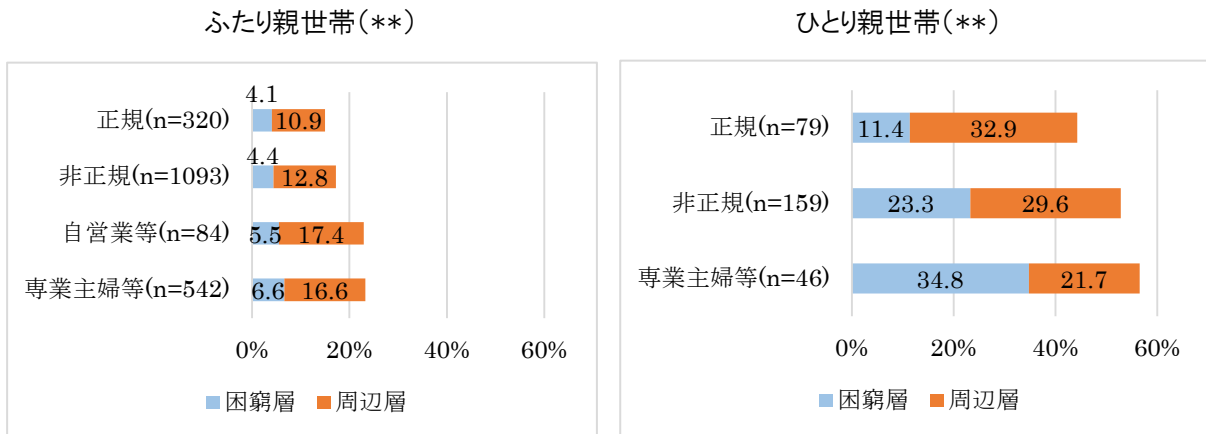 ふたり親世帯(**)
4.1
正規(n=320) 10.9
4.4
非正規(n=1093) 12.8
自営業等(n=84) 5.5 17.4
専業主婦等(n=542) 6.6 16.6
0% 20% 40% 60%
困窮層 周辺層
ひとり親世帯(**)
正規(n=79) 11.4 32.9
非正規(n=159) 23.3 29.6
専業主婦等(n=46) 34.8 21.7
0% 20% 40% 60%
困窮層 周辺層